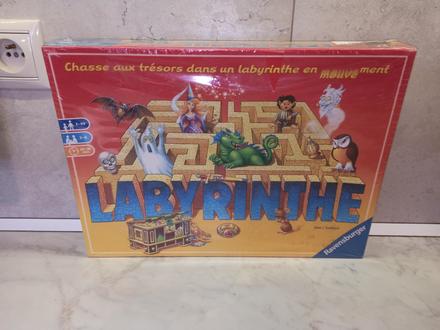 Chasse aux trésors dans un labyrinthe en mouvement
LABYRINTHE
Ravensburger